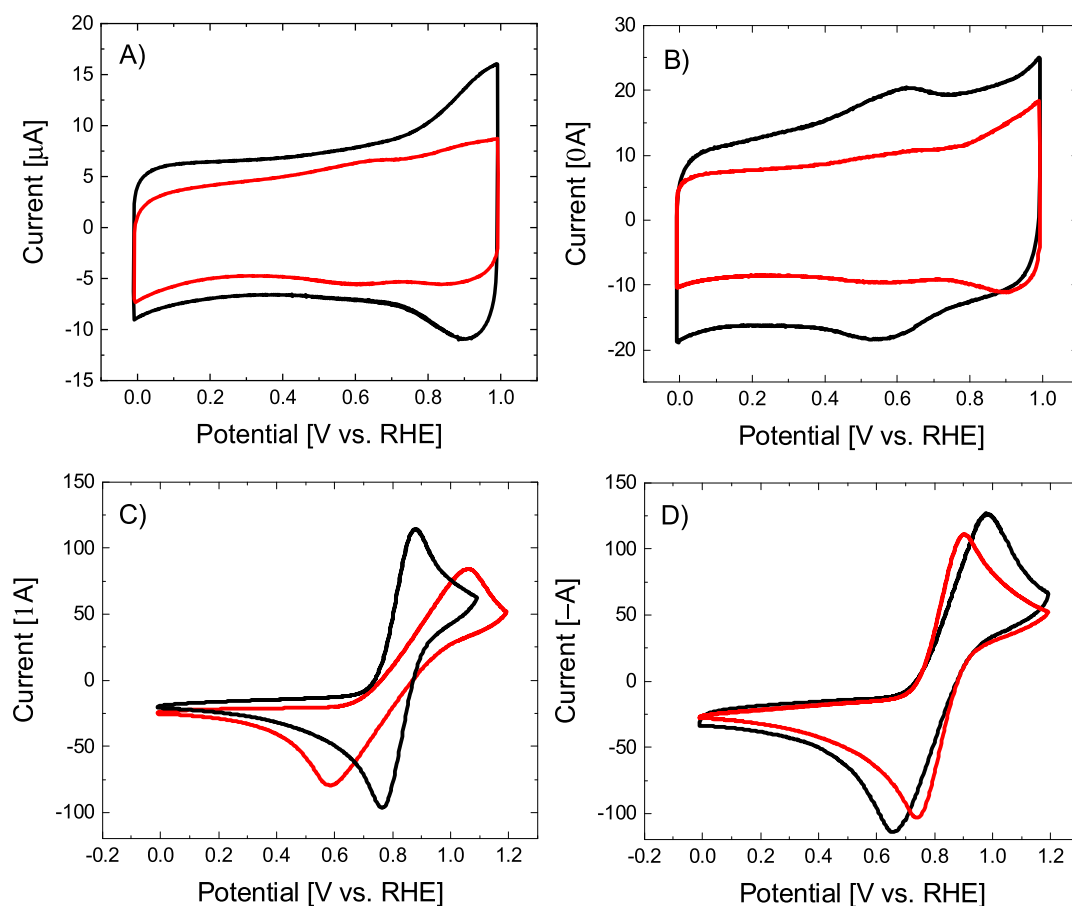 A)
20
15
10
5
0
-5
-10
-15
Current [µA]
0.0 0.2 0.4 0.6 0.8 1.0
Potential [V vs. RHE]
B)
30
20
10
0
-10
-20
Current [0A]
0.0 0.2 0.4 0.6 0.8 1.0
Potential [V vs. RHE]
C)
150
100
50
0
-50
-100
Current [1A]
-0.2 0.0 0.2 0.4 0.6 0.8 1.0 1.2
Potential [V vs. RHE]
D)
150
100
50
0
-50
-100
Current [–A]
-0.2 0.0 0.2 0.4 0.6 0.8 1.0 1.2
Potential [V vs. RHE]